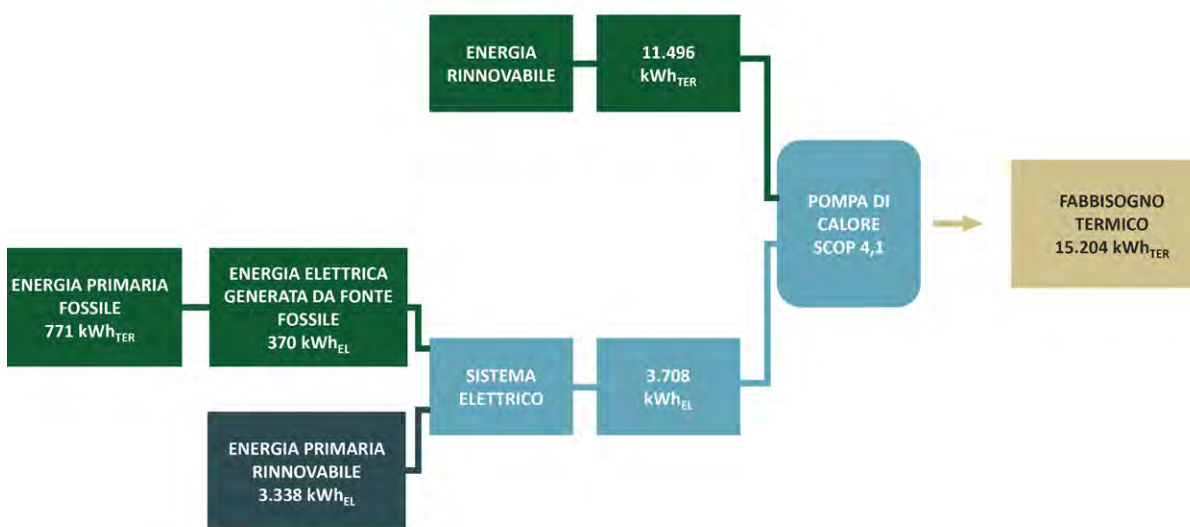 ENERGIA
RINNOVABILE
11.496
kWhTER
POMPA DI
CALORE
SCOP 4,1
FABBISOGNO
TERMICO
15.204 kWhTER
ENERGIA PRIMARIA
FOSSILE
771 kWhTER
ENERGIA ELETTRICA
GENERATA DA FONTE
FOSSILE
370 kWhEL
SISTEMA
ELETTRICO
3.708
kWhEL
ENERGIA PRIMARIA
RINNOVABILE
3.338 kWhEL